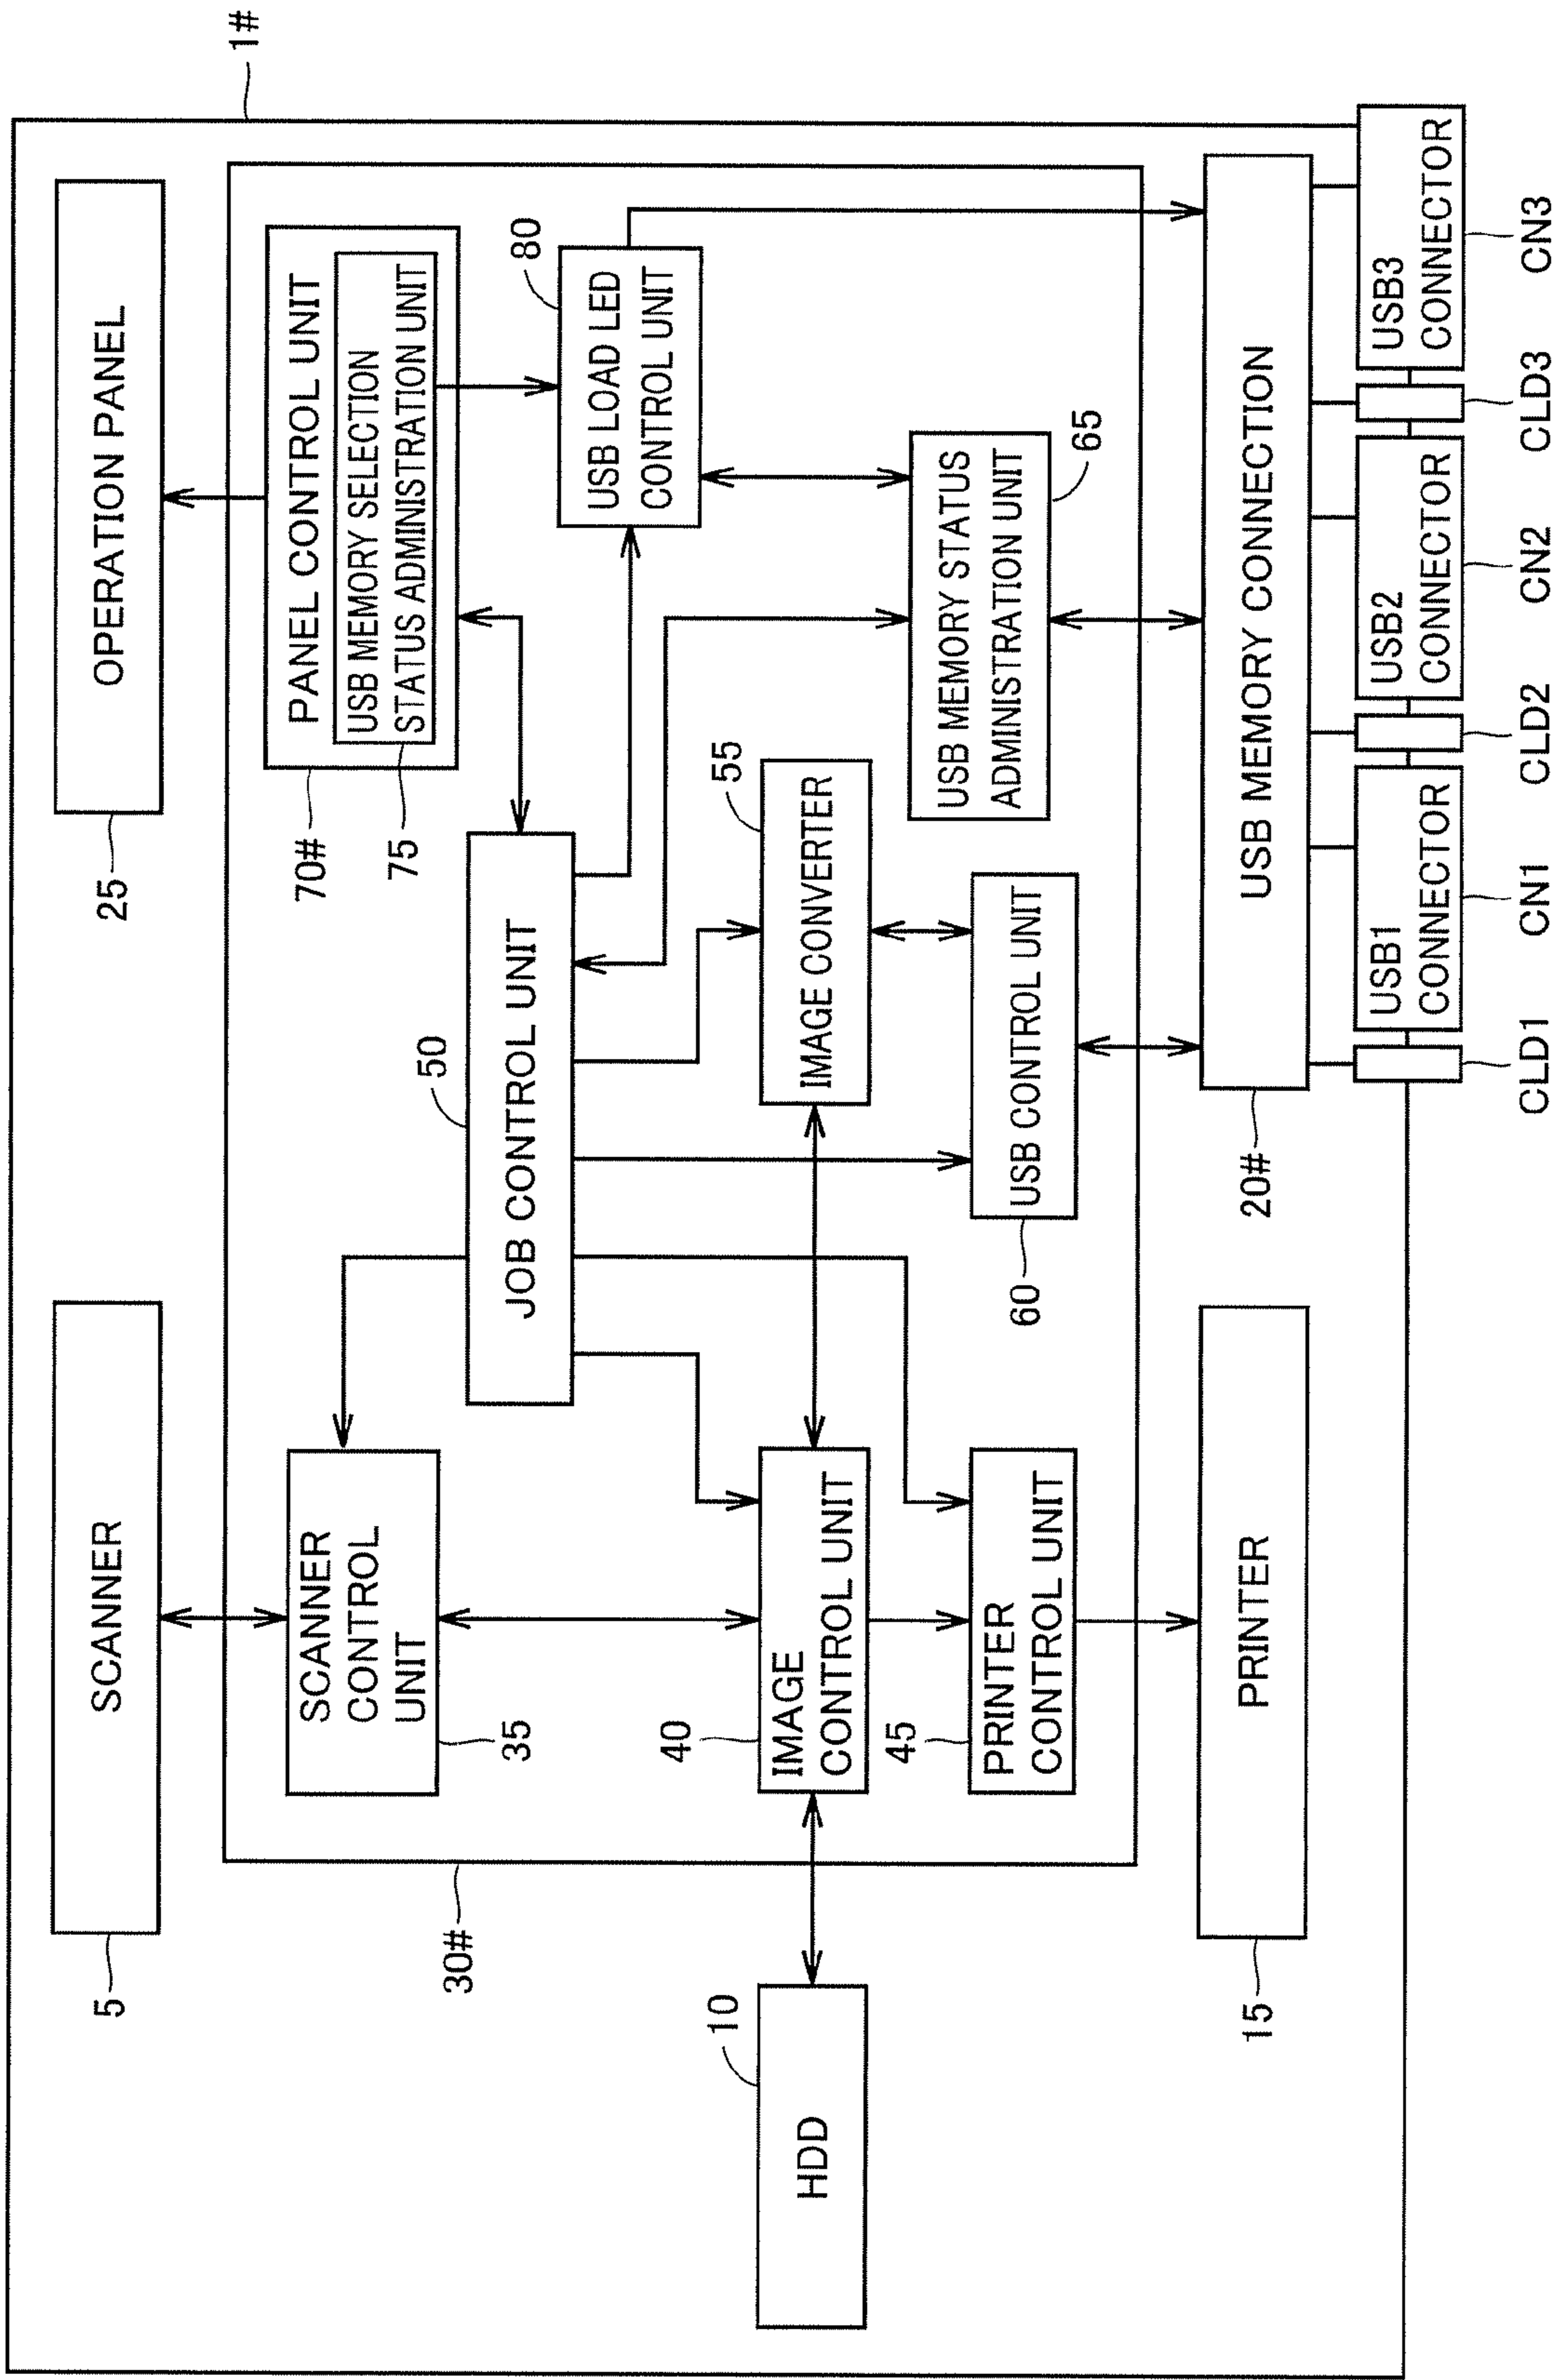 1#
SCANNER
5
OPERATION PANEL
25
30#
SCANNER
CONTROL
UNIT
35
PANEL CONTROL UNIT
USB MEMORY SELECTION
STATUS ADMINISTRATION UNIT
70#
75
JOB CONTROL UNIT
50
USB LOAD LED
CONTROL UNIT
80
HDD
10
IMAGE
CONTROL UNIT
40
IMAGE CONVERTER
55
USB MEMORY STATUS
ADMINISTRATION UNIT
65
PRINTER
CONTROL UNIT
45
USB CONTROL UNIT
60
PRINTER
15
USB MEMORY CONNECTION
20#
USB1
CONNECTOR
USB2
CONNECTOR
USB3
CONNECTOR
CLD1
CN1
CLD2
CN2
CLD3
CN3